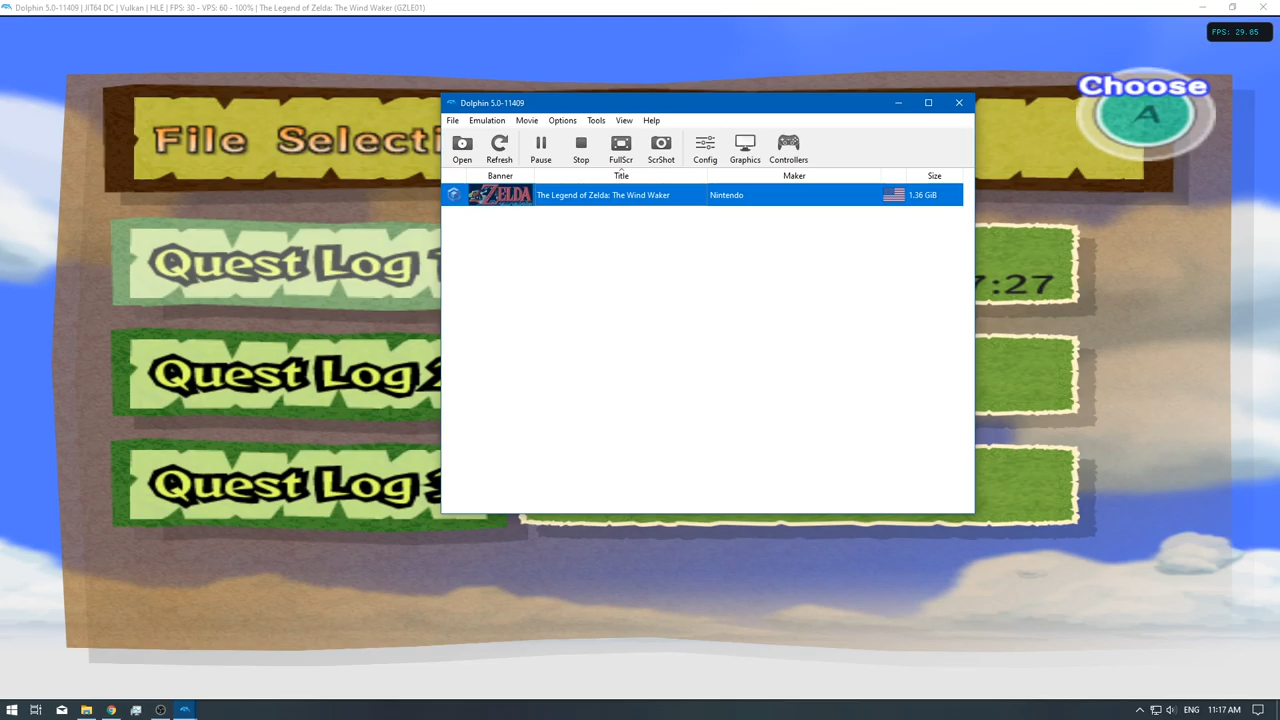 Dolphin 5.0-11409 | JIT64 DC | Vulkan | HLE | FPS: 30 - VPS: 60 - 100% | The Legend of Zelda: The Wind Waker (GZLE01)
FPS: 29.85
Choose
A
File Selecti
Dolphin 5.0-11409
File Emulation Movie Options Tools View Help
Open Refresh Pause Stop FullScr ScrShot Config Graphics Controllers
Banner Title Maker Size
ZELDA The Legend of Zelda: The Wind Waker Nintendo 1.36 GiB
Quest Log 1
7:27
Quest Log 2
Quest Log 3
ENG 11:17 AM